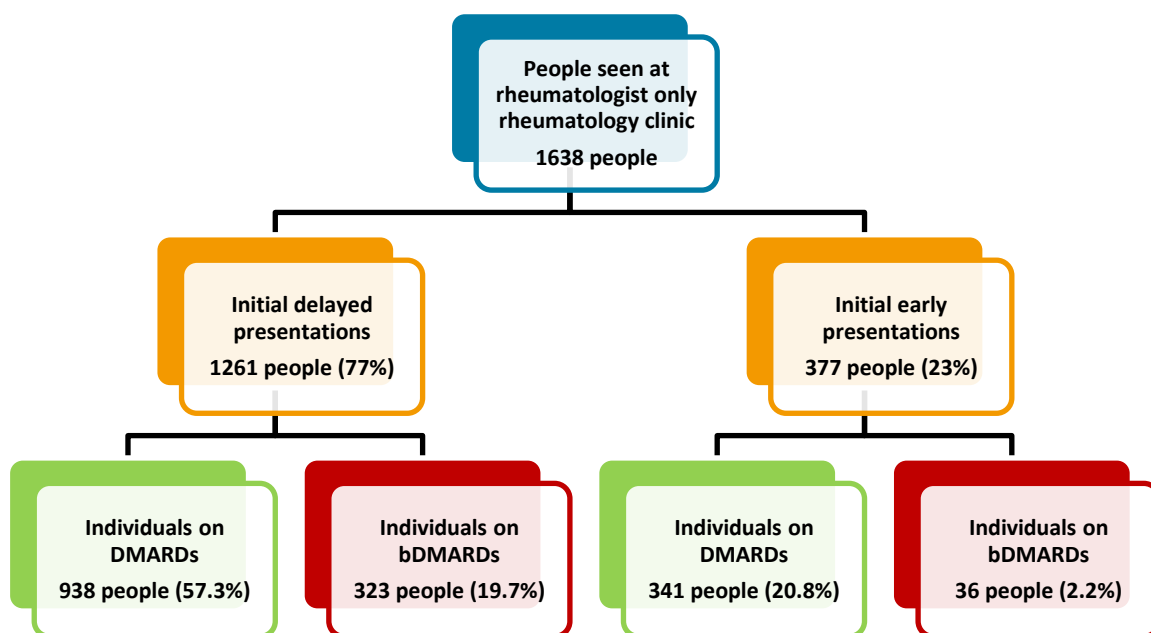 People seen at
rheumatologist only
rheumatology clinic
1638 people
Initial delayed
presentations
1261 people (77%)
Initial early
presentations
377 people (23%)
Individuals on
DMARDs
938 people (57.3%)
Individuals on
bDMARDs
323 people (19.7%)
Individuals on
DMARDs
341 people (20.8%)
Individuals on
bDMARDs
36 people (2.2%)